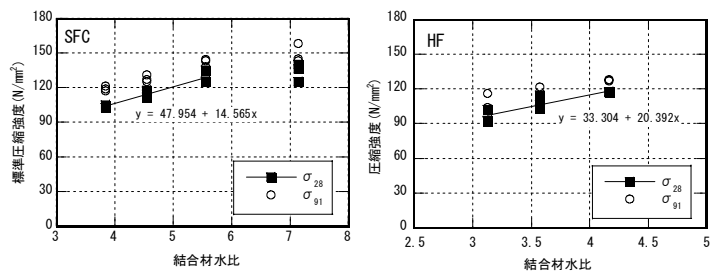 SFC
標準圧縮強度(N/mm²)
180
150
120
90
60
30
0
y = 47.954 + 14.565x
σ28
σ91
3 4 5 6 7 8
結合材水比
HF
圧縮強度(N/mm²)
180
150
120
90
60
30
0
y = 33.304 + 20.392x
σ28
σ91
2.5 3 3.5 4 4.5 5
結合材水比